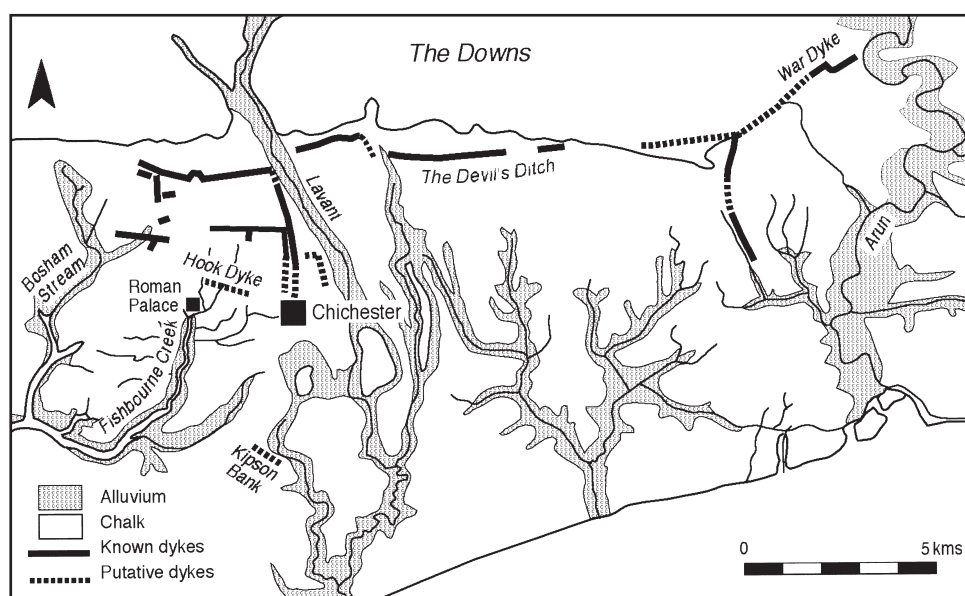 The Downs
War Dyke
The Devil's Ditch
Lavant
Arun
Bosham
Stream
Hook Dyke
Roman
Palace
Chichester
Fishbourne Creek
Kipson
Bank
Alluvium
Chalk
Known dykes
Putative dykes
0 5 kms